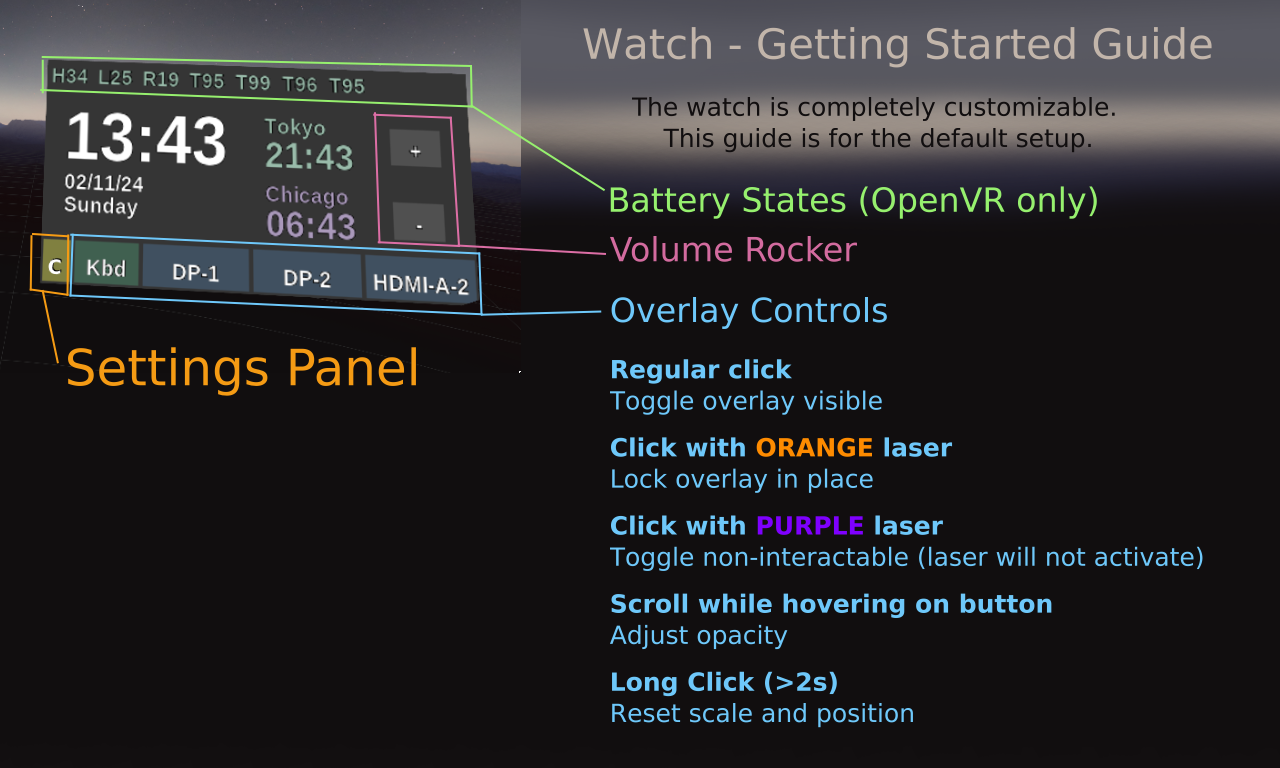 Watch - Getting Started Guide
The watch is completely customizable.
This guide is for the default setup.
H34 L25 R19 T95 T99 T96 T95
13:43
02/11/24
Sunday
Tokyo
21:43
Chicago
06:43
+
-
C
Kbd
DP-1
DP-2
HDMI-A-2
Settings Panel
Battery States (OpenVR only)
Volume Rocker
Overlay Controls
Regular click
Toggle overlay visible
Click with ORANGE laser
Lock overlay in place
Click with PURPLE laser
Toggle non-interactable (laser will not activate)
Scroll while hovering on button
Adjust opacity
Long Click (>2s)
Reset scale and position